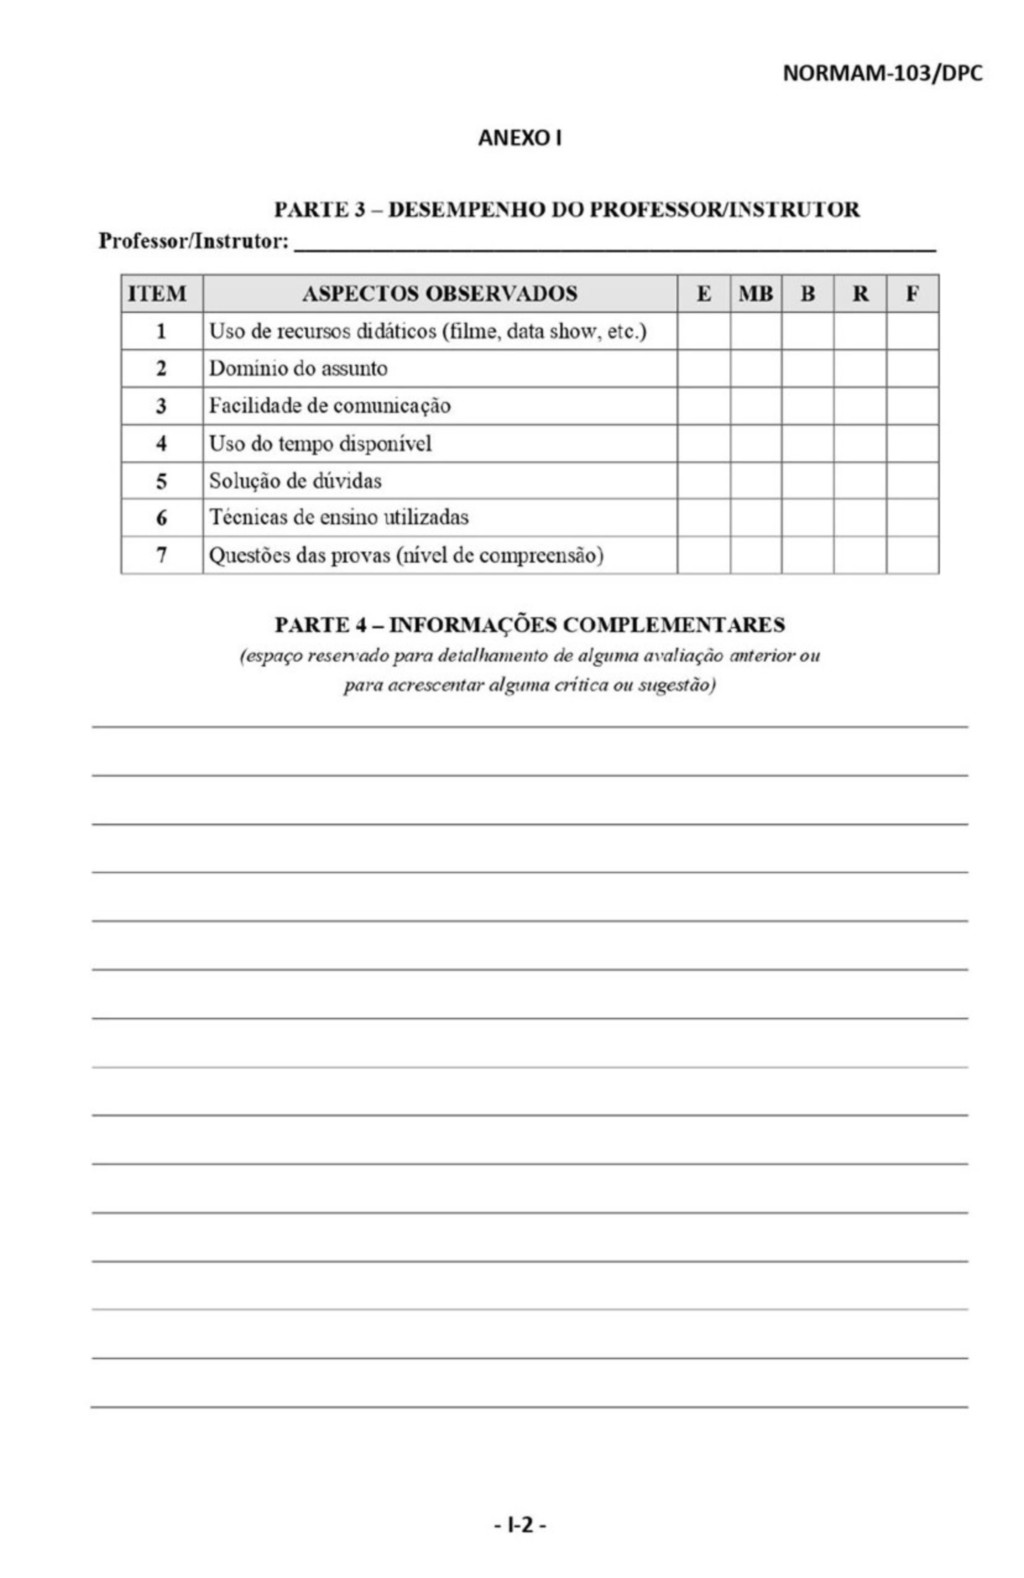 NORMAM-103/DPC
ANEXO I
PARTE 3 – DESEMPENHO DO PROFESSOR/INSTRUTOR
Professor/Instrutor:
ITEM ASPECTOS OBSERVADOS E MB B R F
1 Uso de recursos didáticos (filme, data show, etc.)
2 Domínio do assunto
3 Facilidade de comunicação
4 Uso do tempo disponível
5 Solução de dúvidas
6 Técnicas de ensino utilizadas
7 Questões das provas (nível de compreensão)
PARTE 4 – INFORMAÇÕES COMPLEMENTARES
(espaço reservado para detalhamento de alguma avaliação anterior ou
para acrescentar alguma crítica ou sugestão)
- I-2 -